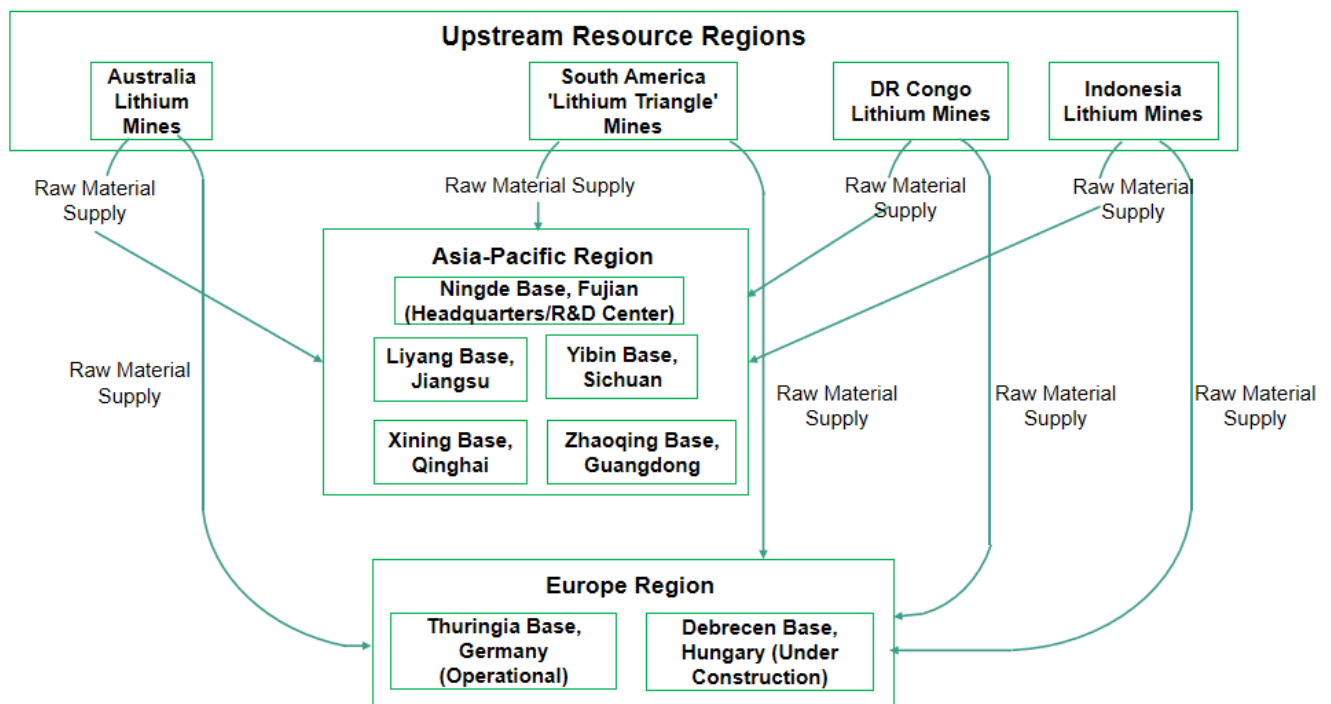 Upstream Resource Regions
Australia
Lithium
Mines
South America
'Lithium Triangle'
Mines
DR Congo
Lithium Mines
Indonesia
Lithium Mines
Raw Material
Supply
Raw Material Supply
Raw Material
Supply
Raw Material
Supply
Asia-Pacific Region
Ningde Base, Fujian
(Headquarters/R&D Center)
Liyang Base,
Jiangsu
Yibin Base,
Sichuan
Xining Base,
Qinghai
Zhaoqing Base,
Guangdong
Raw Material
Supply
Raw Material
Supply
Raw Material
Supply
Raw Material
Supply
Europe Region
Thuringia Base,
Germany
(Operational)
Debrecen Base,
Hungary (Under
Construction)